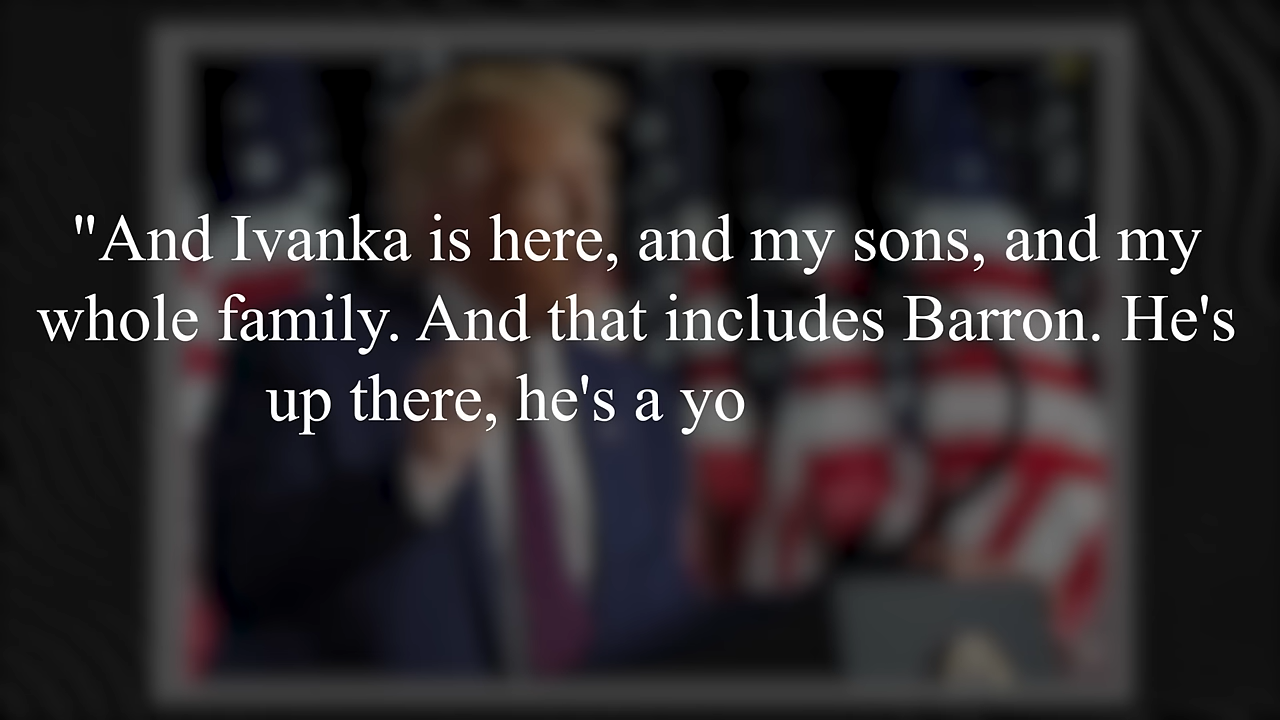 "And Ivanka is here, and my sons, and my
whole family. And that includes Barron. He's
up there, he's a yo